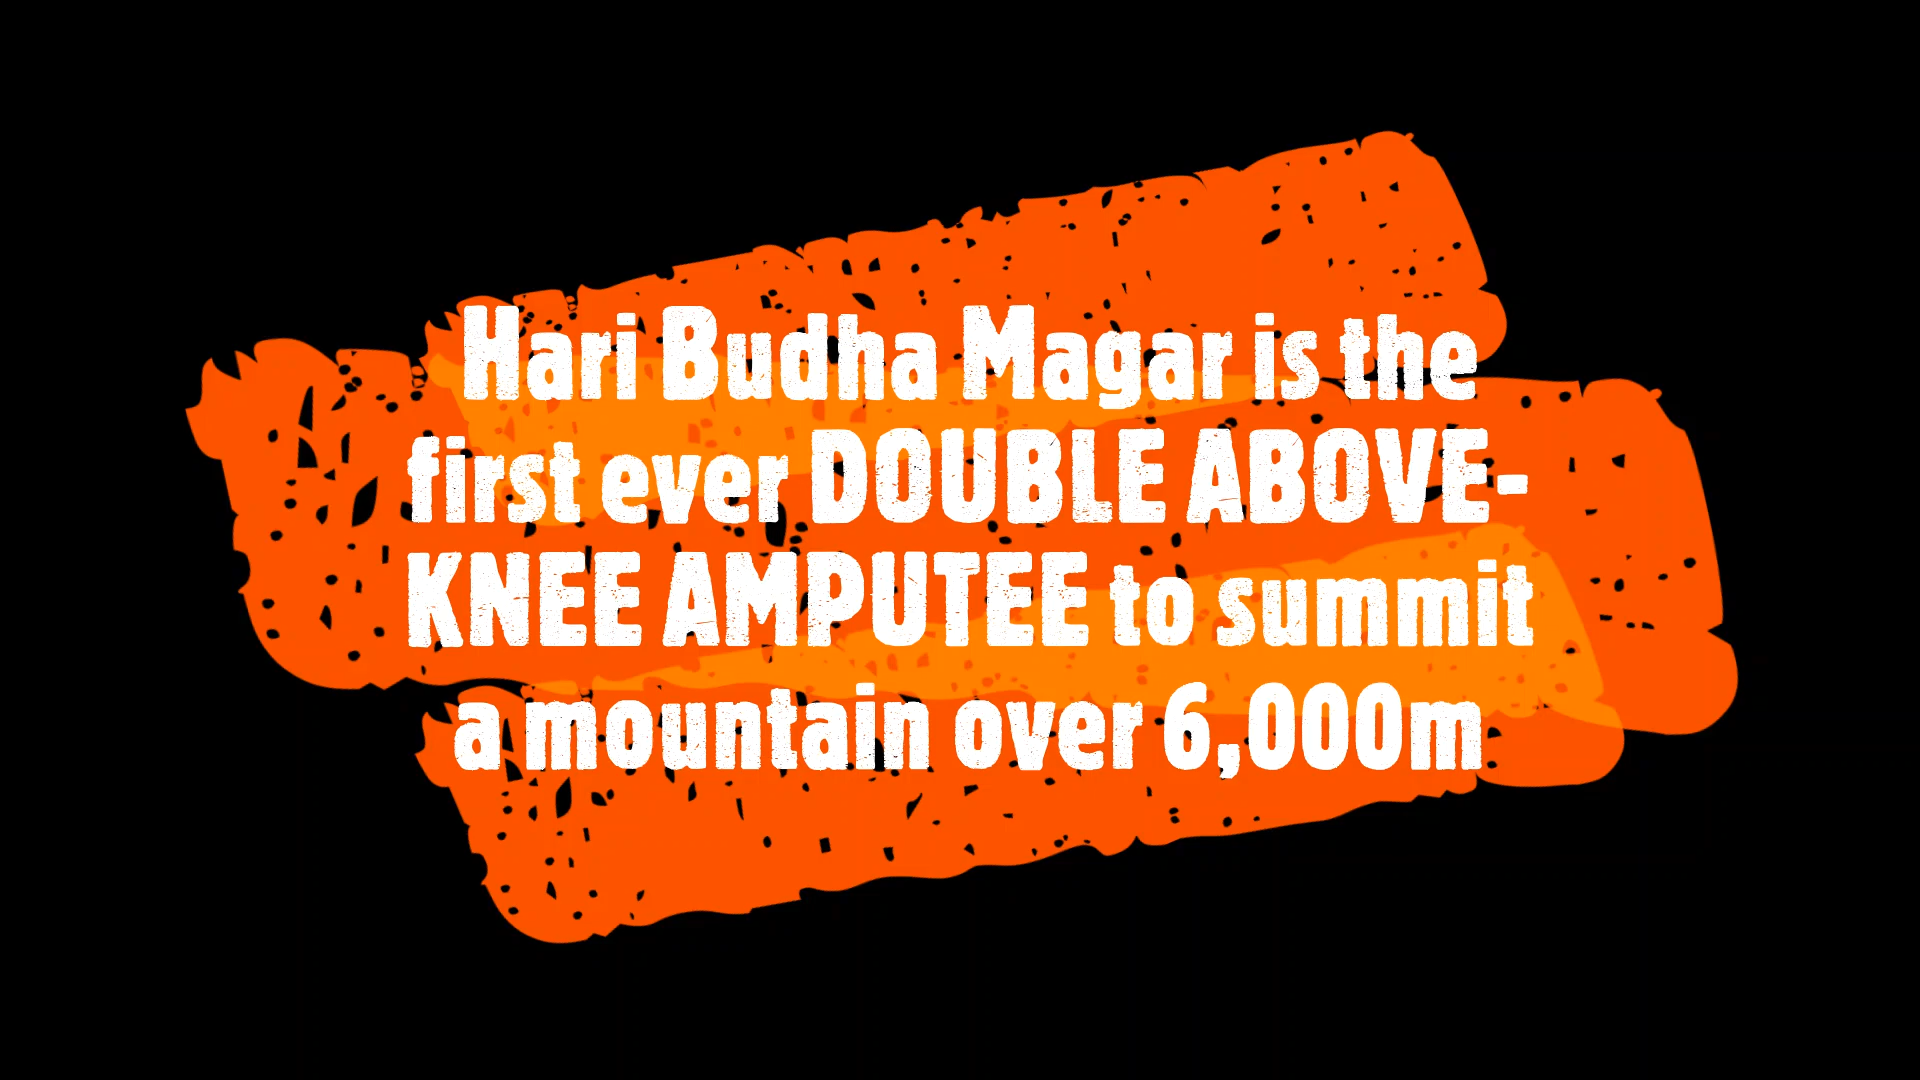 Hari Budha Magar is the
first ever DOUBLE ABOVE-
KNEE AMPUTEE to summit
a mountain over 6,000m